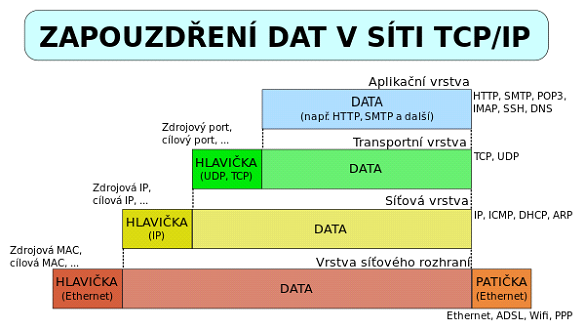 ZAPOUZDŘENÍ DAT V SÍTI TCP/IP
Aplikační vrstva
DATA
(např HTTP, SMTP a další)
HTTP, SMTP, POP3,
IMAP, SSH, DNS
Zdrojový port,
cílový port, ...
Transportní vrstva
HLAVIČKA
(UDP, TCP)
DATA
TCP, UDP
Zdrojová IP,
cílová IP, ...
Síťová vrstva
HLAVIČKA
(IP)
DATA
IP, ICMP, DHCP, ARP
Zdrojová MAC,
cílová MAC, ...
Vrstva síťového rozhraní
HLAVIČKA
(Ethernet)
DATA
PATIČKA
(Ethernet)
Ethernet, ADSL, Wifi, PPP